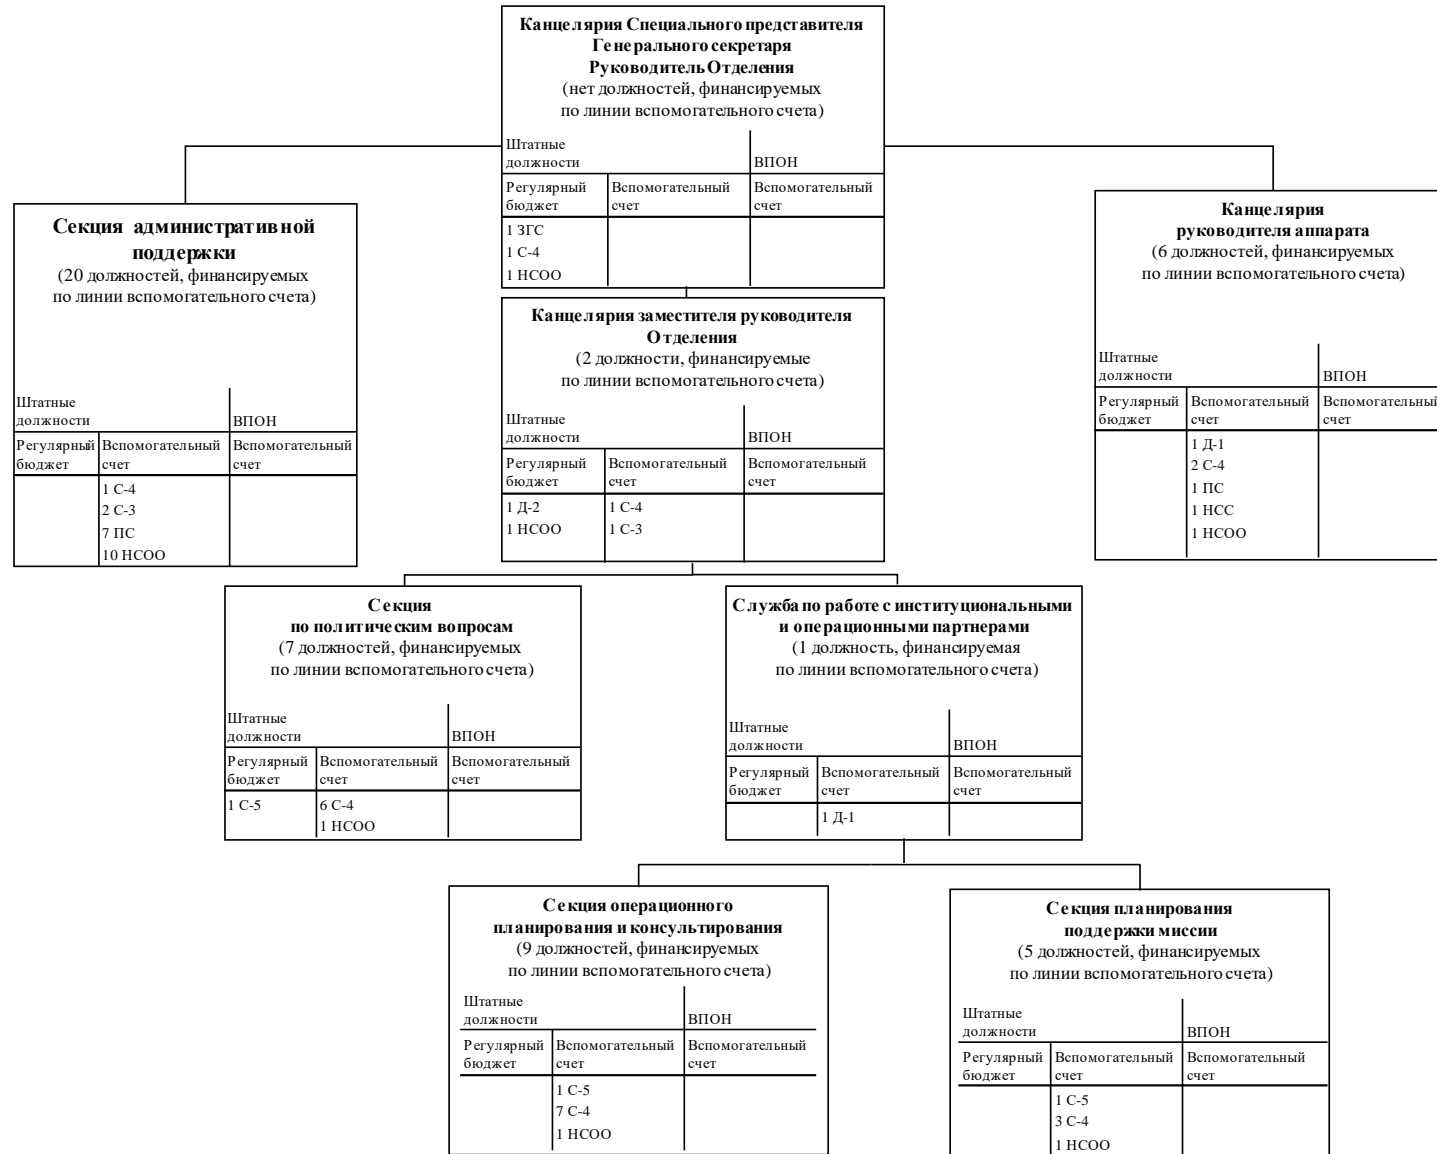 Канцелярия Специального представителя
Генерального секретаря
Руководитель Отделения
(нет должностей, финансируемых
по линии вспомогательного счета)
Штатные
должности
ВПОН
Регулярный
бюджет
Вспомогательный
счет
Вспомогательный
счет
1 ЗГС
1 С-4
1 НСОО
Секция административной
поддержки
(20 должностей, финансируемых
по линии вспомогательного счета)
Штатные
должности
ВПОН
Регулярный
бюджет
Вспомогательный
счет
Вспомогательный
счет
1 С-4
2 С-3
7 ПС
10 НСОО
Канцелярия
руководителя аппарата
(6 должностей, финансируемых
по линии вспомогательного счета)
Штатные
должности
ВПОН
Регулярный
бюджет
Вспомогательный
счет
Вспомогательный
счет
1 Д-1
2 С-4
1 ПС
1 НСС
1 НСОО
Канцелярия заместителя руководителя
Отделения
(2 должности, финансируемые
по линии вспомогательного счета)
Штатные
должности
ВПОН
Регулярный
бюджет
Вспомогательный
счет
Вспомогательный
счет
1 Д-2
1 НСОО
1 С-4
1 С-3
Секция
по политическим вопросам
(7 должностей, финансируемых
по линии вспомогательного счета)
Штатные
должности
ВПОН
Регулярный
бюджет
Вспомогательный
счет
Вспомогательный
счет
1 С-5
6 С-4
1 НСОО
Служба по работе с институциональными
и операционными партнерами
(1 должность, финансируемая
по линии вспомогательного счета)
Штатные
должности
ВПОН
Регулярный
бюджет
Вспомогательный
счет
Вспомогательный
счет
1 Д-1
Секция операционного
планирования и консультирования
(9 должностей, финансируемых
по линии вспомогательного счета)
Штатные
должности
ВПОН
Регулярный
бюджет
Вспомогательный
счет
Вспомогательный
счет
1 С-5
7 С-4
1 НСОО
Секция планирования
поддержки миссии
(5 должностей, финансируемых
по линии вспомогательного счета)
Штатные
должности
ВПОН
Регулярный
бюджет
Вспомогательный
счет
Вспомогательный
счет
1 С-5
3 С-4
1 НСОО